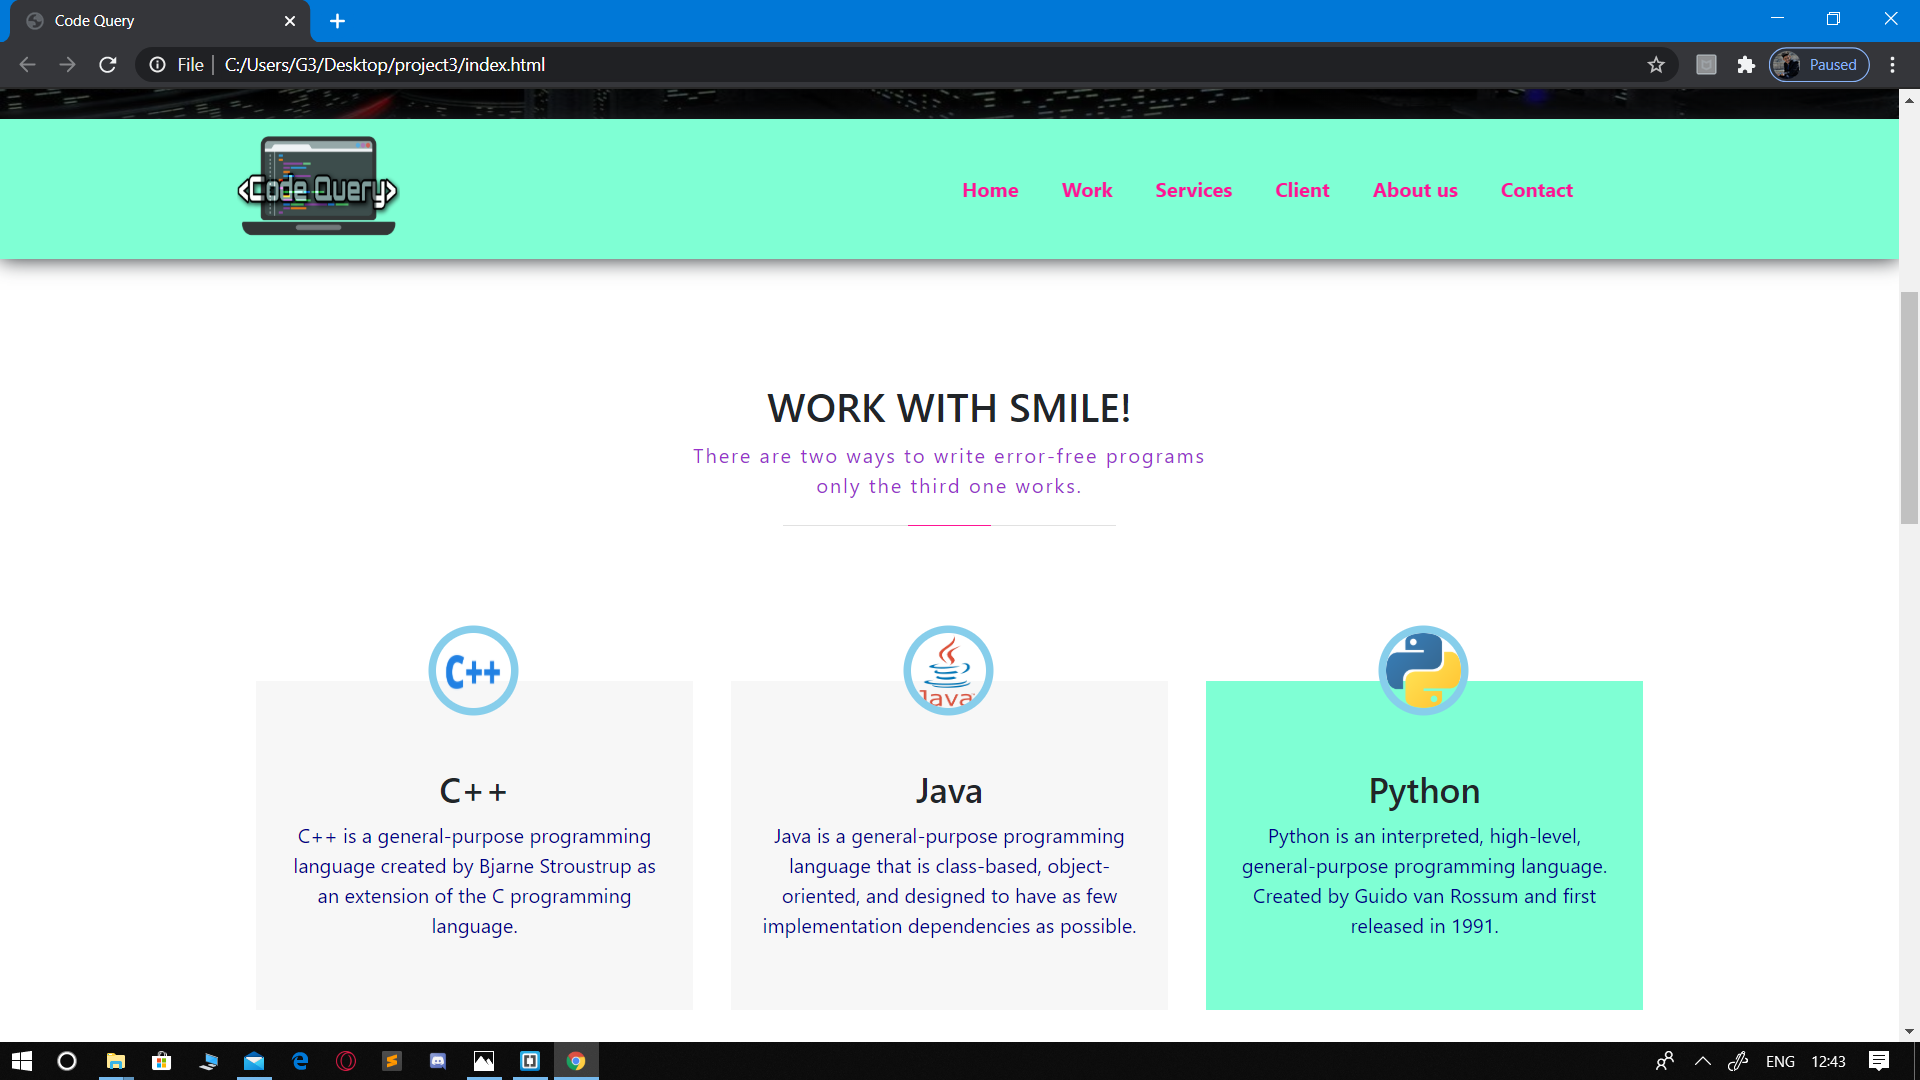 Code Query
File
C:/Users/G3/Desktop/project3/index.html
Paused
<Code Query>
Home
Work
Services
Client
About us
Contact
WORK WITH SMILE!
There are two ways to write error-free programs
only the third one works.
C++
Java
C++
C++ is a general-purpose programming
language created by Bjarne Stroustrup as
an extension of the C programming
language.
Java
Java is a general-purpose programming
language that is class-based, object-
oriented, and designed to have as few
implementation dependencies as possible.
Python
Python is an interpreted, high-level,
general-purpose programming language.
Created by Guido van Rossum and first
released in 1991.
ENG
12:43